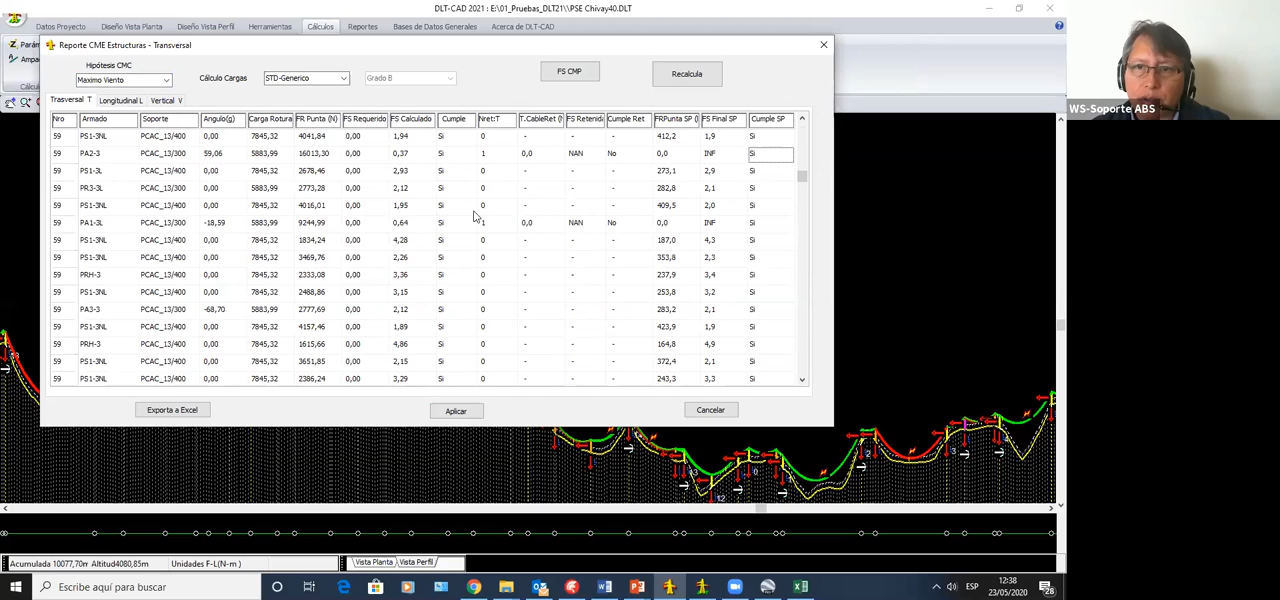 DLT-CAD 2021 : E:\01_Pruebas_DLT21\\PSE Chivay40.DLT
Datos Proyecto Diseño Vista Planta Diseño Vista Perfil Herramientas Cálculos Reportes Bases de Datos Generales Acerca de DLT-CAD
Reporte CME Estructuras - Transversal
Hipótesis CMC
Maximo Viento
Cálculo Cargas STD-Generico Grado B FS CMP Recalcula
Trasversal T Longitudinal L Vertical V
Nro Armado Soporte Angulo(g) Carga Rotura FR Punta (N) FS Requerido FS Calculado Cumple Nret:T T.CableRet (N FS Retenida Cumple Ret FRPunta SP (I FS Final SP Cumple SP
59 PS1-3NL PCAC_13/400 0,00 7845,32 4041,84 0,00 1,94 Si 0 - - - 412,2 1,9 Si
59 PA2-3 PCAC_13/300 59,06 5883,99 16013,30 0,00 0,37 Si 1 0,0 NAN No 0,0 INF Si
59 PS1-3L PCAC_13/400 0,00 7845,32 2678,46 0,00 2,93 Si 0 - - - 273,1 2,9 Si
59 PR3-3L PCAC_13/300 0,00 5883,99 2773,28 0,00 2,12 Si 0 - - - 282,8 2,1 Si
59 PS1-3NL PCAC_13/400 0,00 7845,32 4016,01 0,00 1,95 Si 0 - - - 409,5 2,0 Si
59 PA1-3L PCAC_13/300 -18,59 5883,99 9244,99 0,00 0,64 Si 1 0,0 NAN No 0,0 INF Si
59 PS1-3NL PCAC_13/400 0,00 7845,32 1834,24 0,00 4,28 Si 0 - - - 187,0 4,3 Si
59 PS1-3NL PCAC_13/400 0,00 7845,32 3469,76 0,00 2,26 Si 0 - - - 353,8 2,3 Si
59 PRH-3 PCAC_13/400 0,00 7845,32 2333,08 0,00 3,36 Si 0 - - - 237,9 3,4 Si
59 PS1-3NL PCAC_13/400 0,00 7845,32 2488,86 0,00 3,15 Si 0 - - - 253,8 3,2 Si
59 PA3-3 PCAC_13/300 -68,70 5883,99 2777,69 0,00 2,12 Si 0 - - - 283,2 2,1 Si
59 PS1-3NL PCAC_13/400 0,00 7845,32 4157,46 0,00 1,89 Si 0 - - - 423,9 1,9 Si
59 PRH-3 PCAC_13/400 0,00 7845,32 1615,66 0,00 4,86 Si 0 - - - 164,8 4,9 Si
59 PS1-3NL PCAC_13/400 0,00 7845,32 3651,85 0,00 2,15 Si 0 - - - 372,4 2,1 Si
59 PS1-3NL PCAC_13/400 0,00 7845,32 2386,24 0,00 3,29 Si 0 - - - 243,3 3,3 Si
Exporta a Excel Aplicar Cancelar
WS-Soporte ABS
Acumulada 10077,70m Altitud4080,85m Unidades F-L(N-m ) Vista Planta Vista Perfil
Escribe aquí para buscar
ESP 12:38
23/05/2020
28